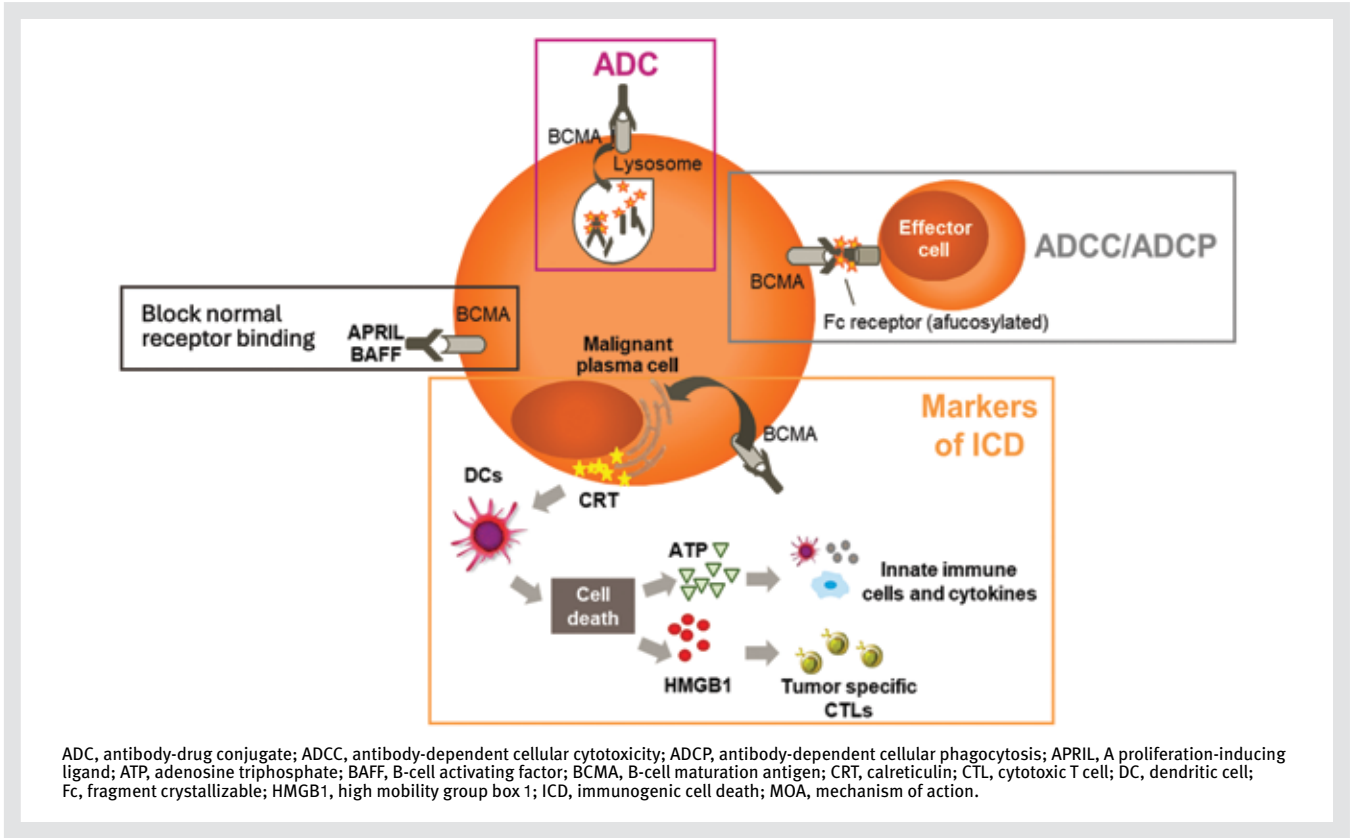 ADC
BCMA
Lysosome
Effector
cell
ADCC/ADCP
BCMA
Fc receptor (afucosylated)
Block normal
receptor binding
APRIL
BAFF
BCMA
Malignant
plasma cell
Markers
of ICD
BCMA
DCs
CRT
ATP
Cell
death
Innate immune
cells and cytokines
HMGB1
Tumor specific
CTLs
ADC, antibody-drug conjugate; ADCC, antibody-dependent cellular cytotoxicity; ADCP, antibody-dependent cellular phagocytosis; APRIL, A proliferation-inducing
ligand; ATP, adenosine triphosphate; BAFF, B-cell activating factor; BCMA, B-cell maturation antigen; CRT, calreticulin; CTL, cytotoxic T cell; DC, dendritic cell;
Fc, fragment crystallizable; HMGB1, high mobility group box 1; ICD, immunogenic cell death; MOA, mechanism of action.